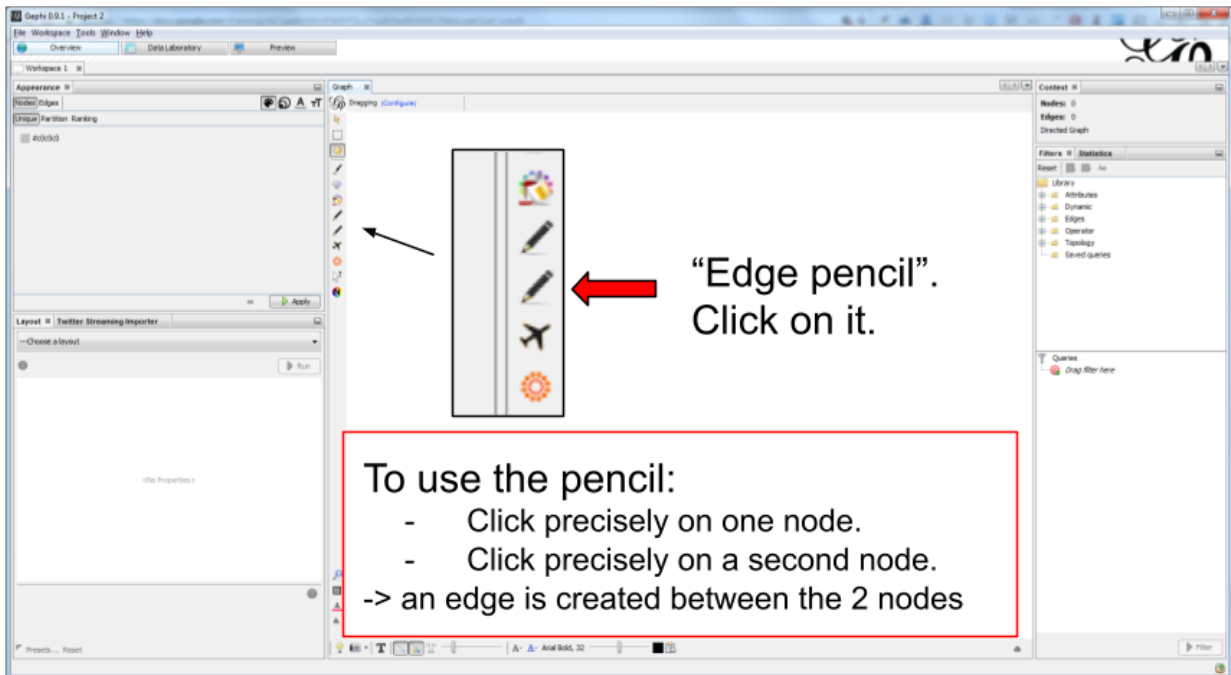 Gephi 0.9.1 - Project 2
File Workspace Tools Window Help
Overview Data Laboratory Preview
Workspace 1
Appearance
Nodes Edges
Unique Partition Ranking
#c0c0c0
Apply
Layout Twitter Streaming Importer
---Choose a layout
Run
<No Properties>
Presets... Reset
Graph
Dragging (Configure)
“Edge pencil”.
Click on it.
To use the pencil:
- Click precisely on one node.
- Click precisely on a second node.
-> an edge is created between the 2 nodes
T A- A- Arial Bold, 32
Context
Nodes: 0
Edges: 0
Directed Graph
Filters Statistics
Reset
Library
Attributes
Dynamic
Edges
Operator
Topology
Saved queries
Queries
Drag filter here
Filter